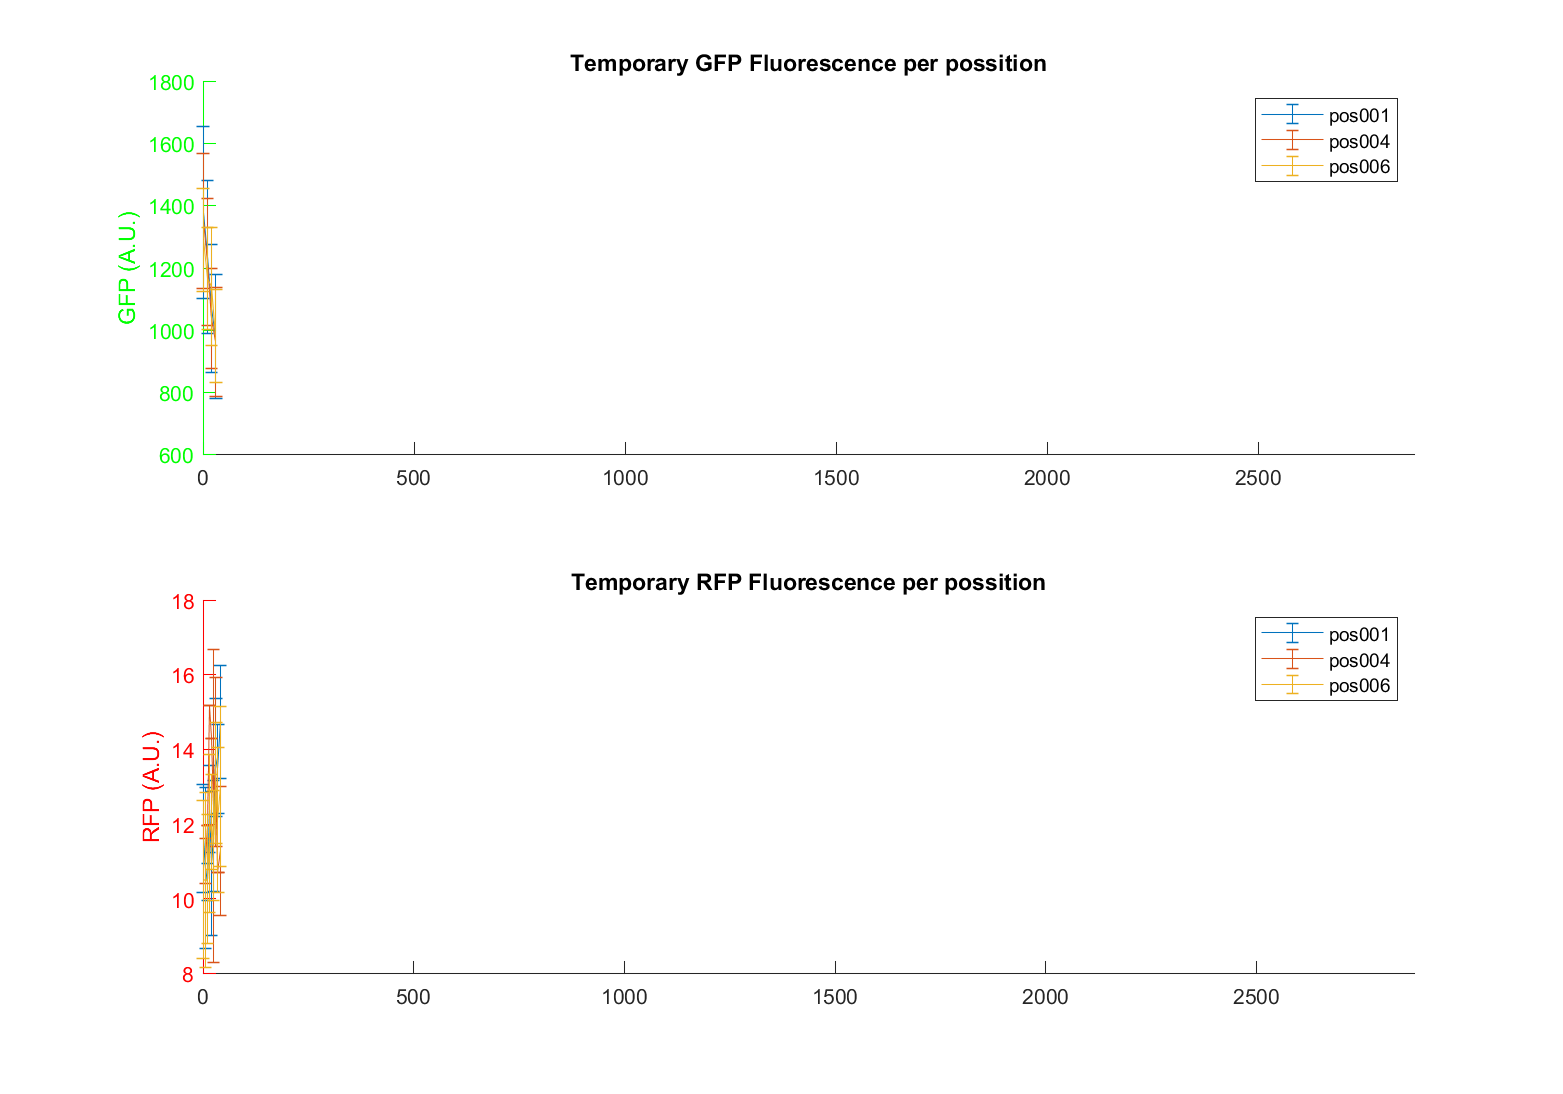 Temporary GFP Fluorescence per possition
1800
1600
1400
1200
1000
800
600
GFP (A.U.)
pos001
pos004
pos006
0 500 1000 1500 2000 2500
Temporary RFP Fluorescence per possition
18
16
14
12
10
8
RFP (A.U.)
pos001
pos004
pos006
0 500 1000 1500 2000 2500